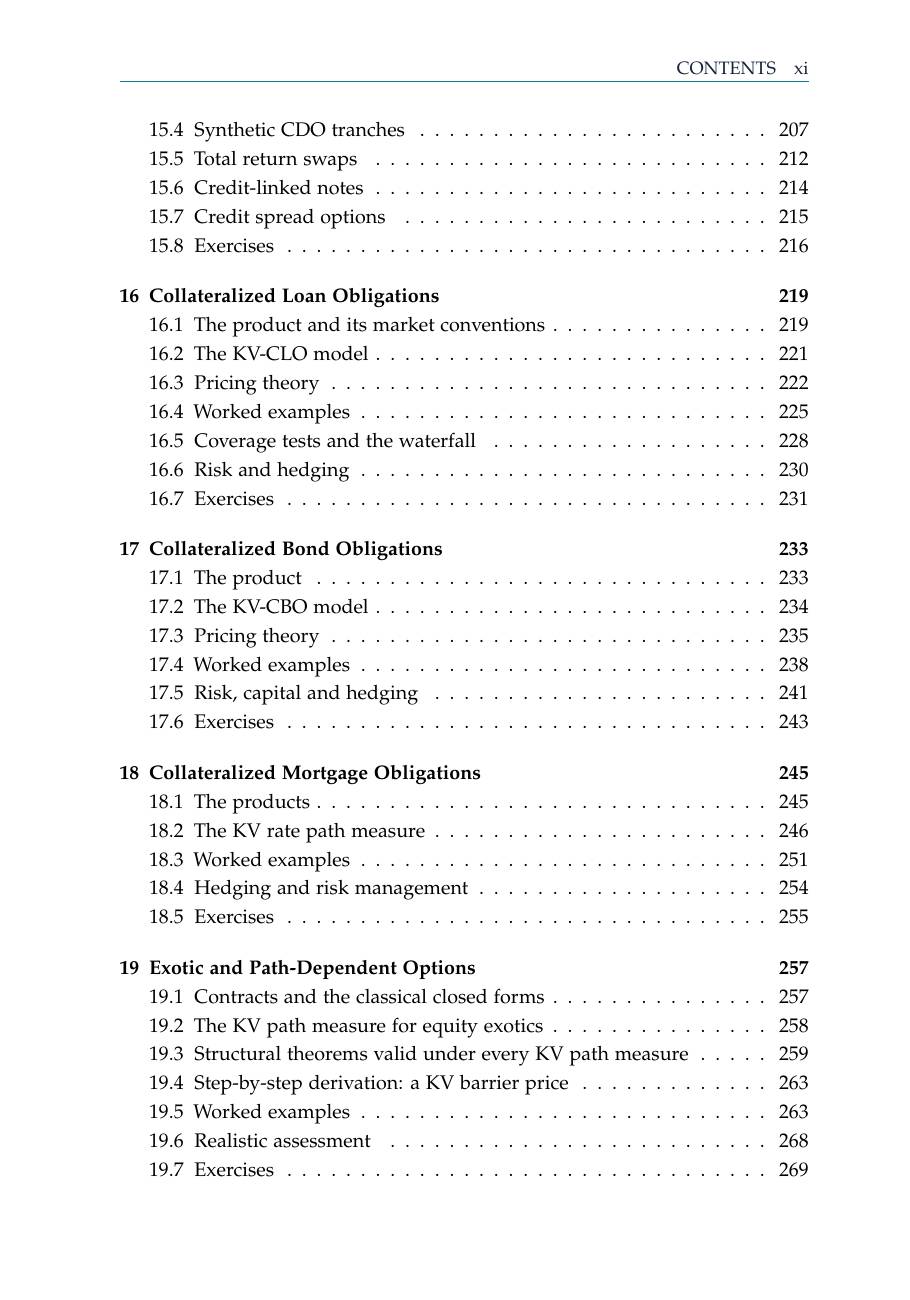 CONTENTS xi
15.4 Synthetic CDO tranches . . . . . . . . . . . . . . . . . . . . . . . . 207
15.5 Total return swaps . . . . . . . . . . . . . . . . . . . . . . . . . . . 212
15.6 Credit-linked notes . . . . . . . . . . . . . . . . . . . . . . . . . . . 214
15.7 Credit spread options . . . . . . . . . . . . . . . . . . . . . . . . . 215
15.8 Exercises . . . . . . . . . . . . . . . . . . . . . . . . . . . . . . . . . 216
16 Collateralized Loan Obligations 219
16.1 The product and its market conventions . . . . . . . . . . . . . . . 219
16.2 The KV-CLO model . . . . . . . . . . . . . . . . . . . . . . . . . . . 221
16.3 Pricing theory . . . . . . . . . . . . . . . . . . . . . . . . . . . . . . 222
16.4 Worked examples . . . . . . . . . . . . . . . . . . . . . . . . . . . . 225
16.5 Coverage tests and the waterfall . . . . . . . . . . . . . . . . . . . 228
16.6 Risk and hedging . . . . . . . . . . . . . . . . . . . . . . . . . . . . 230
16.7 Exercises . . . . . . . . . . . . . . . . . . . . . . . . . . . . . . . . . 231
17 Collateralized Bond Obligations 233
17.1 The product . . . . . . . . . . . . . . . . . . . . . . . . . . . . . . . 233
17.2 The KV-CBO model . . . . . . . . . . . . . . . . . . . . . . . . . . . 234
17.3 Pricing theory . . . . . . . . . . . . . . . . . . . . . . . . . . . . . . 235
17.4 Worked examples . . . . . . . . . . . . . . . . . . . . . . . . . . . . 238
17.5 Risk, capital and hedging . . . . . . . . . . . . . . . . . . . . . . . 241
17.6 Exercises . . . . . . . . . . . . . . . . . . . . . . . . . . . . . . . . . 243
18 Collateralized Mortgage Obligations 245
18.1 The products . . . . . . . . . . . . . . . . . . . . . . . . . . . . . . . 245
18.2 The KV rate path measure . . . . . . . . . . . . . . . . . . . . . . . 246
18.3 Worked examples . . . . . . . . . . . . . . . . . . . . . . . . . . . . 251
18.4 Hedging and risk management . . . . . . . . . . . . . . . . . . . . 254
18.5 Exercises . . . . . . . . . . . . . . . . . . . . . . . . . . . . . . . . . 255
19 Exotic and Path-Dependent Options 257
19.1 Contracts and the classical closed forms . . . . . . . . . . . . . . . 257
19.2 The KV path measure for equity exotics . . . . . . . . . . . . . . . 258
19.3 Structural theorems valid under every KV path measure . . . . . 259
19.4 Step-by-step derivation: a KV barrier price . . . . . . . . . . . . . 263
19.5 Worked examples . . . . . . . . . . . . . . . . . . . . . . . . . . . . 263
19.6 Realistic assessment . . . . . . . . . . . . . . . . . . . . . . . . . . 268
19.7 Exercises . . . . . . . . . . . . . . . . . . . . . . . . . . . . . . . . . 269